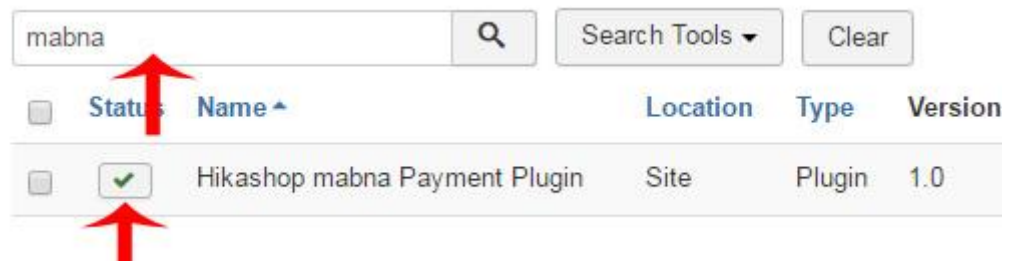 mabna Search Tools Clear
Status Name Location Type Version
Hikashop mabna Payment Plugin Site Plugin 1.0